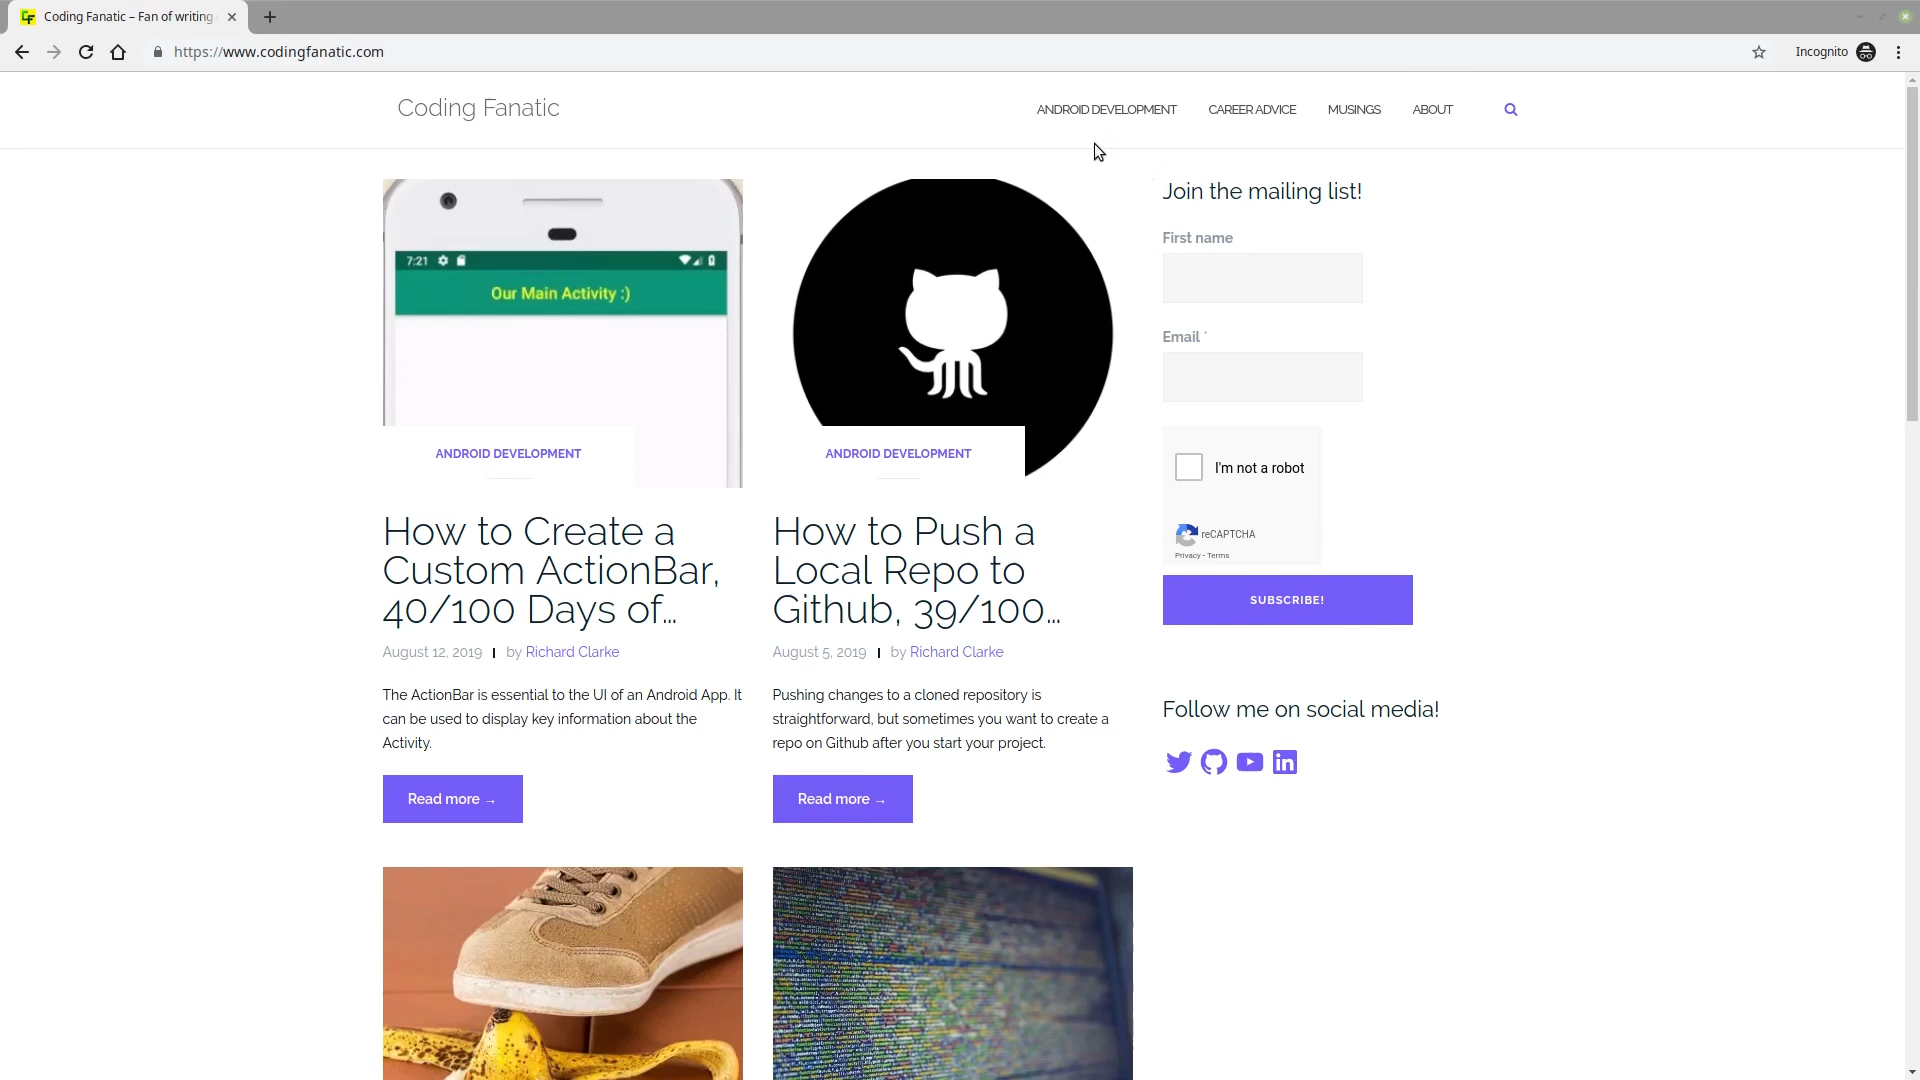 Coding Fanatic – Fan of writing
https://www.codingfanatic.com
Incognito
Coding Fanatic
ANDROID DEVELOPMENT
CAREER ADVICE
MUSINGS
ABOUT
7:21
Our Main Activity :)
ANDROID DEVELOPMENT
How to Create a
Custom ActionBar,
40/100 Days of…
August 12, 2019 by Richard Clarke
The ActionBar is essential to the UI of an Android App. It
can be used to display key information about the
Activity.
Read more →
ANDROID DEVELOPMENT
How to Push a
Local Repo to
Github, 39/100…
August 5, 2019 by Richard Clarke
Pushing changes to a cloned repository is
straightforward, but sometimes you want to create a
repo on Github after you start your project.
Read more →
Join the mailing list!
First name
Email *
I'm not a robot
reCAPTCHA
Privacy - Terms
SUBSCRIBE!
Follow me on social media!